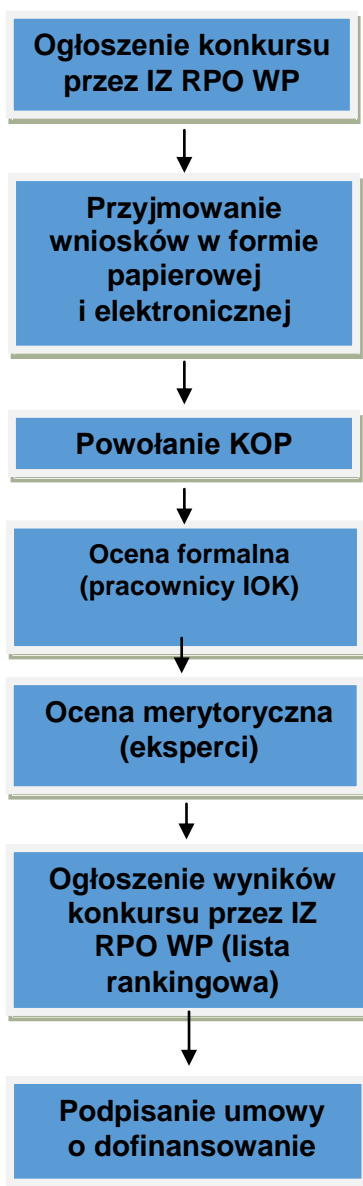 Ogłoszenie konkursu
przez IZ RPO WP
Przyjmowanie
wniosków w formie
papierowej
i elektronicznej
Powołanie KOP
Ocena formalna
(pracownicy IOK)
Ocena merytoryczna
(eksperci)
Ogłoszenie wyników
konkursu przez IZ
RPO WP (lista
rankingowa)
Podpisanie umowy
o dofinansowanie